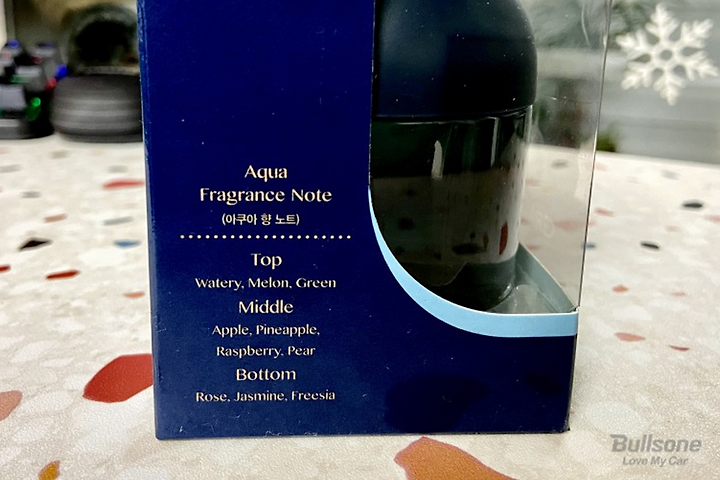 Aqua
Fragrance Note
(아쿠아 향 노트)
Top
Watery, Melon, Green
Middle
Apple, Pineapple,
Raspberry, Pear
Bottom
Rose, Jasmine, Freesia
Bullsone
Love My Car